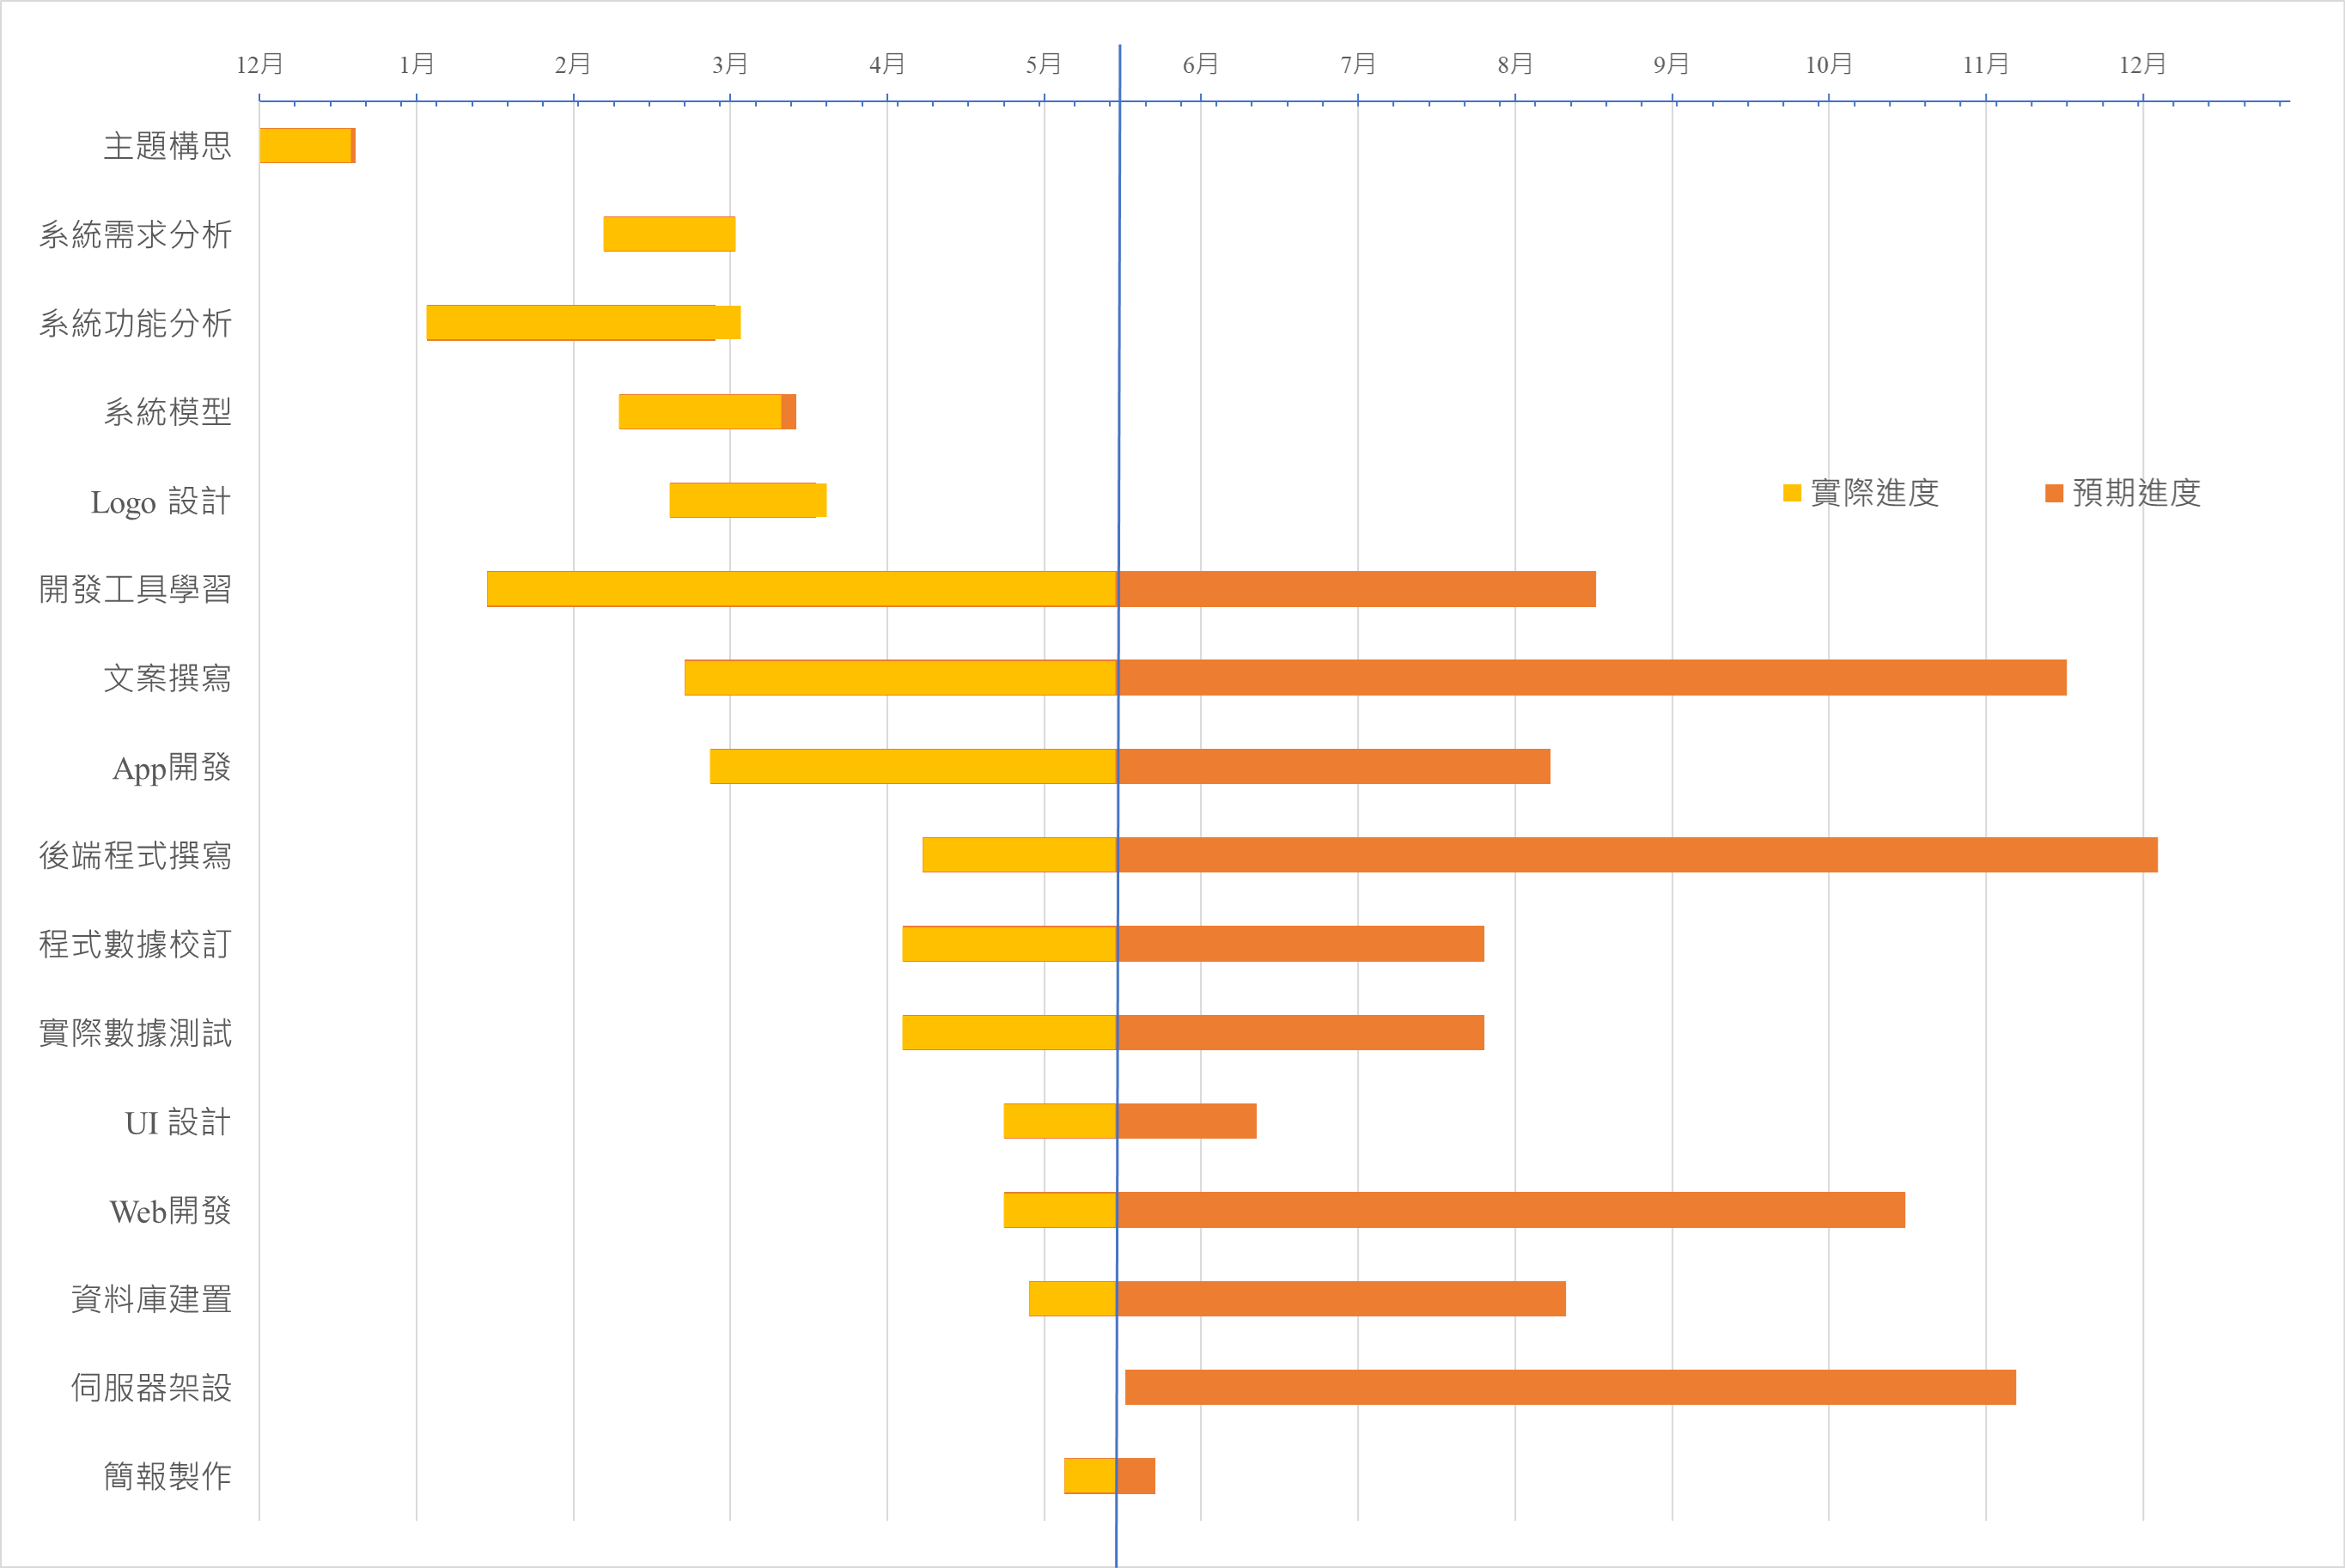 12月 1月 2月 3月 4月 5月 6月 7月 8月 9月 10月 11月 12月
主題構思
系統需求分析
系統功能分析
系統模型
Logo 設計
實際進度 預期進度
開發工具學習
文案撰寫
App開發
後端程式撰寫
程式數據校訂
實際數據測試
UI 設計
Web開發
資料庫建置
伺服器架設
簡報製作